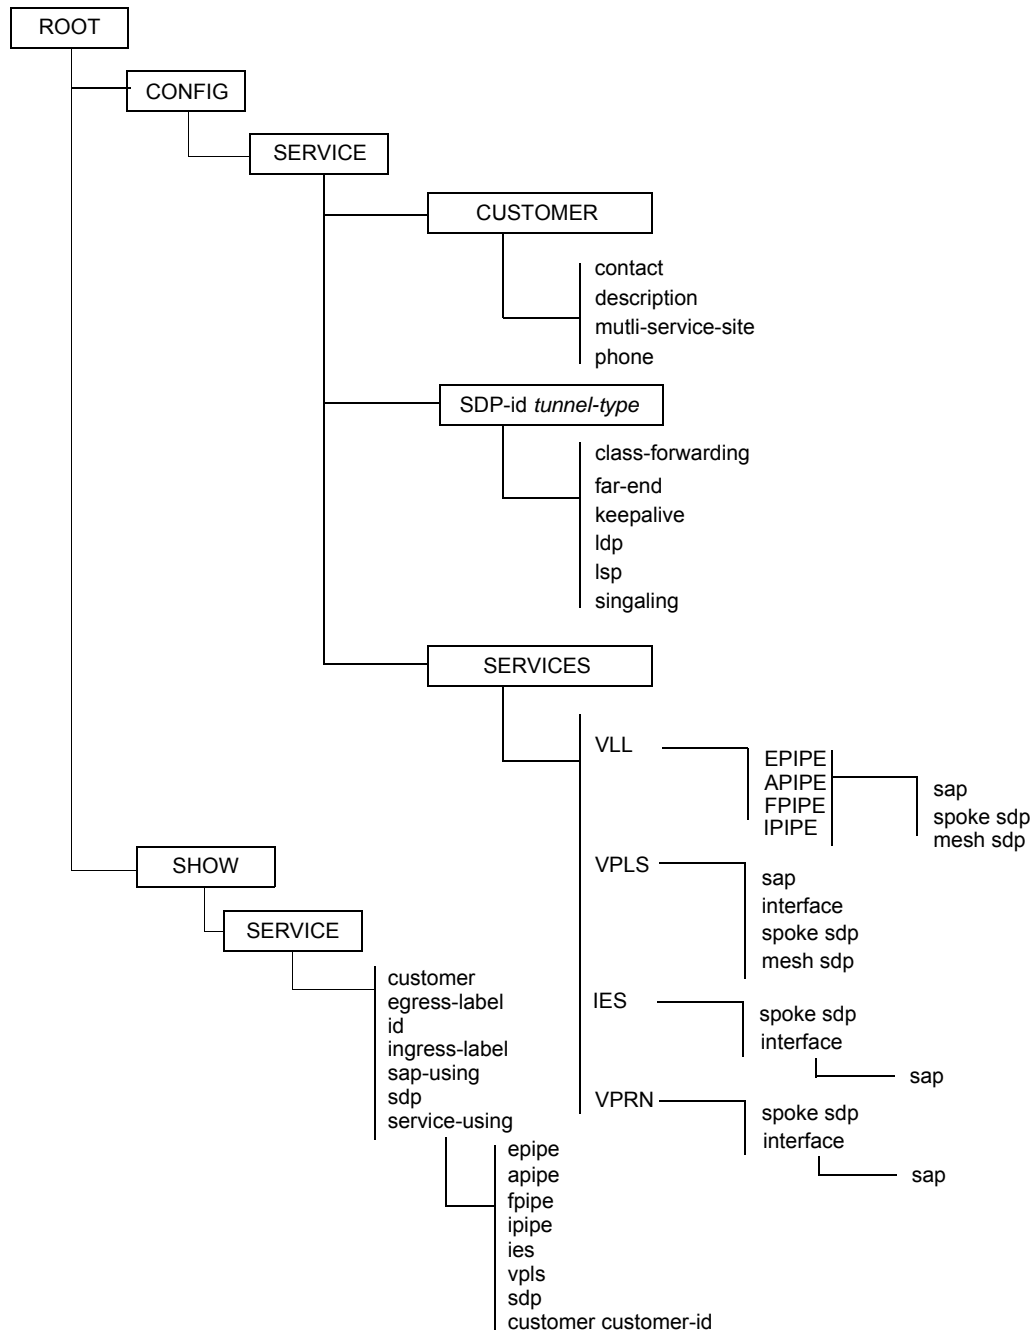 ROOT
CONFIG
SERVICE
CUSTOMER
contact
description
mutli-service-site
phone
SDP-id tunnel-type
class-forwarding
far-end
keepalive
ldp
lsp
singaling
SERVICES
VLL
EPIPE
APIPE
FPIPE
IPIPE
sap
spoke sdp
mesh sdp
VPLS
sap
interface
spoke sdp
mesh sdp
IES
spoke sdp
interface
sap
VPRN
spoke sdp
interface
sap
SHOW
SERVICE
customer
egress-label
id
ingress-label
sap-using
sdp
service-using
epipe
apipe
fpipe
ipipe
ies
vpls
sdp
customer customer-id